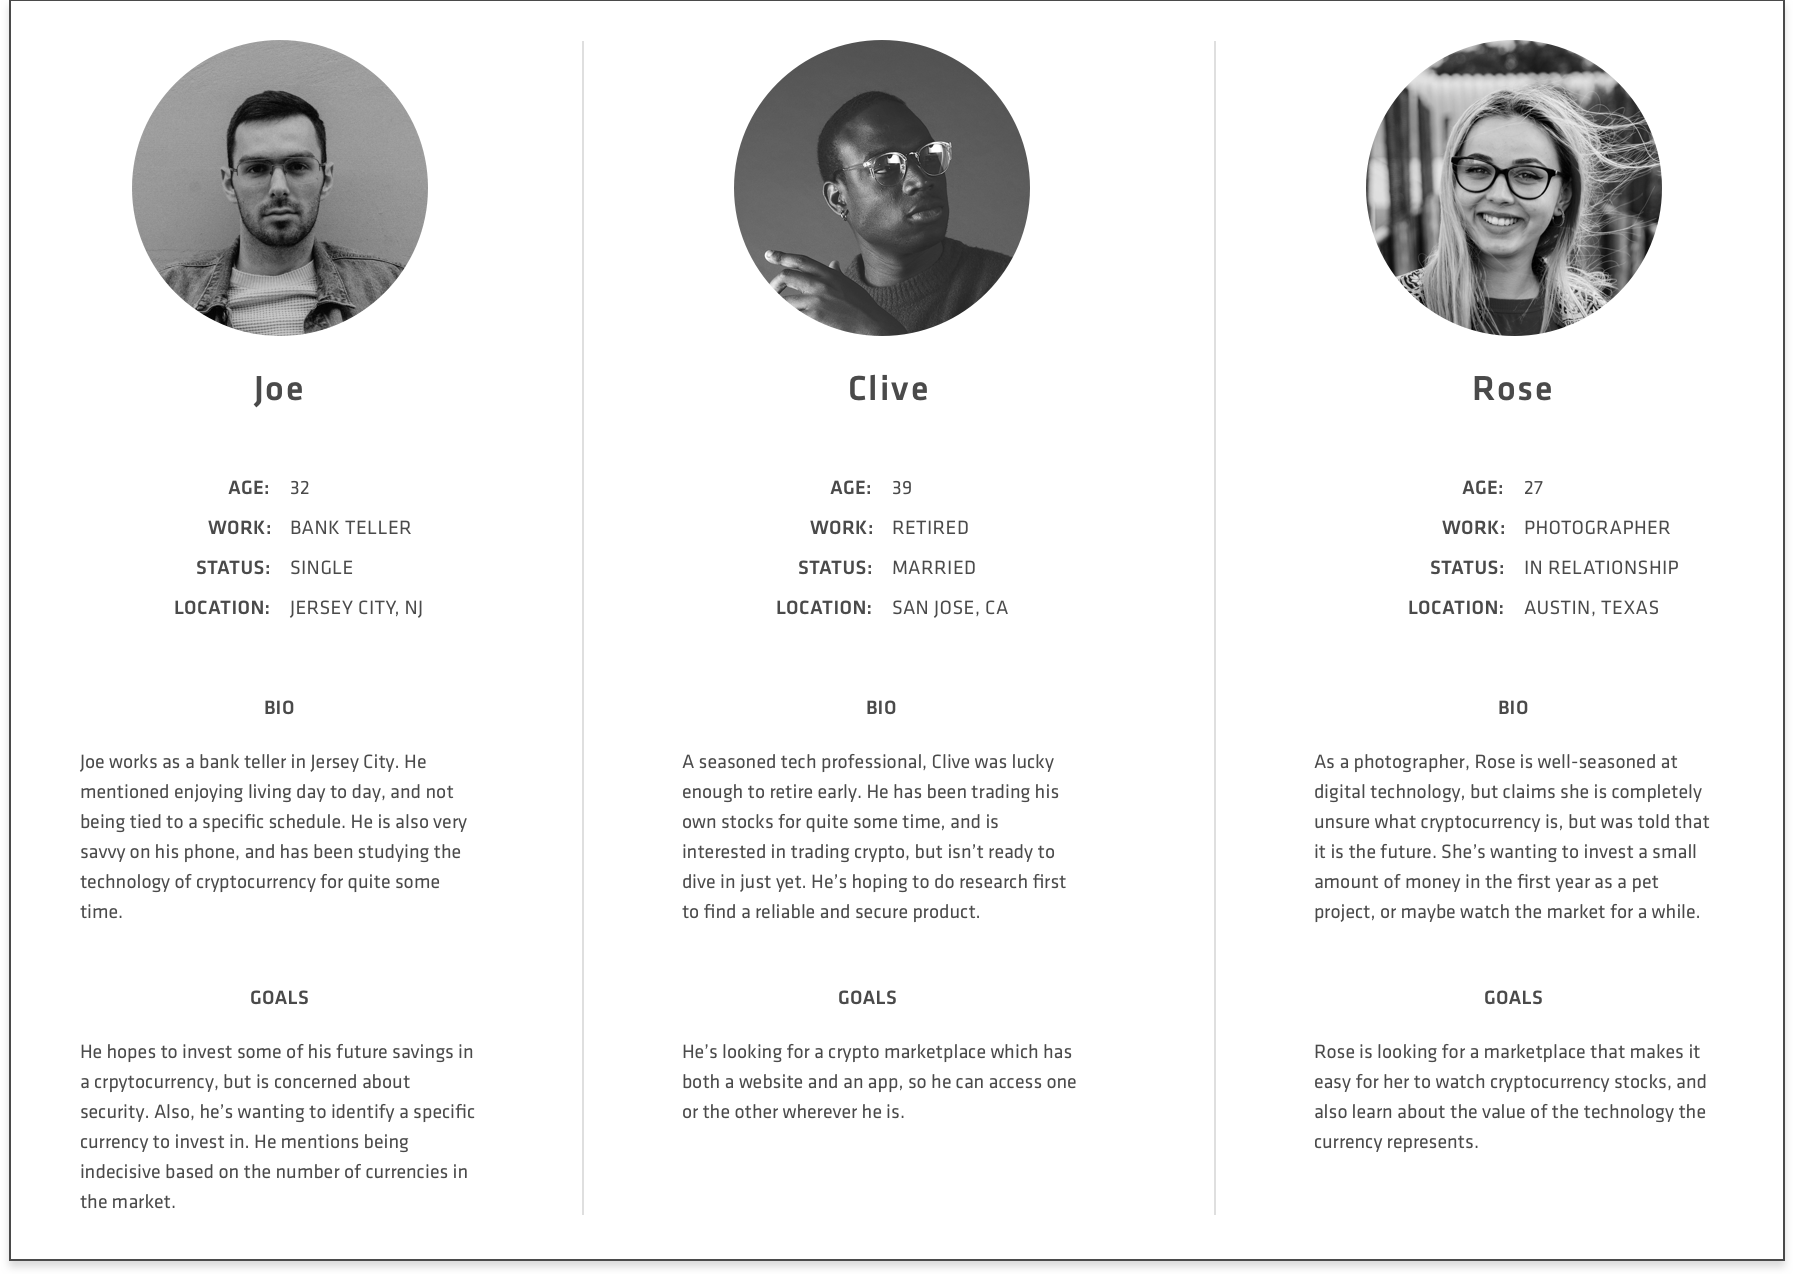 Joe
AGE: 32
WORK: BANK TELLER
STATUS: SINGLE
LOCATION: JERSEY CITY, NJ
BIO
Joe works as a bank teller in Jersey City. He
mentioned enjoying living day to day, and not
being tied to a specific schedule. He is also very
savvy on his phone, and has been studying the
technology of cryptocurrency for quite some
time.
GOALS
He hopes to invest some of his future savings in
a crpytocurrency, but is concerned about
security. Also, he’s wanting to identify a specific
currency to invest in. He mentions being
indecisive based on the number of currencies in
the market.
Clive
AGE: 39
WORK: RETIRED
STATUS: MARRIED
LOCATION: SAN JOSE, CA
BIO
A seasoned tech professional, Clive was lucky
enough to retire early. He has been trading his
own stocks for quite some time, and is
interested in trading crypto, but isn’t ready to
dive in just yet. He’s hoping to do research first
to find a reliable and secure product.
GOALS
He’s looking for a crypto marketplace which has
both a website and an app, so he can access one
or the other wherever he is.
Rose
AGE: 27
WORK: PHOTOGRAPHER
STATUS: IN RELATIONSHIP
LOCATION: AUSTIN, TEXAS
BIO
As a photographer, Rose is well-seasoned at
digital technology, but claims she is completely
unsure what cryptocurrency is, but was told that
it is the future. She’s wanting to invest a small
amount of money in the first year as a pet
project, or maybe watch the market for a while.
GOALS
Rose is looking for a marketplace that makes it
easy for her to watch cryptocurrency stocks, and
also learn about the value of the technology the
currency represents.